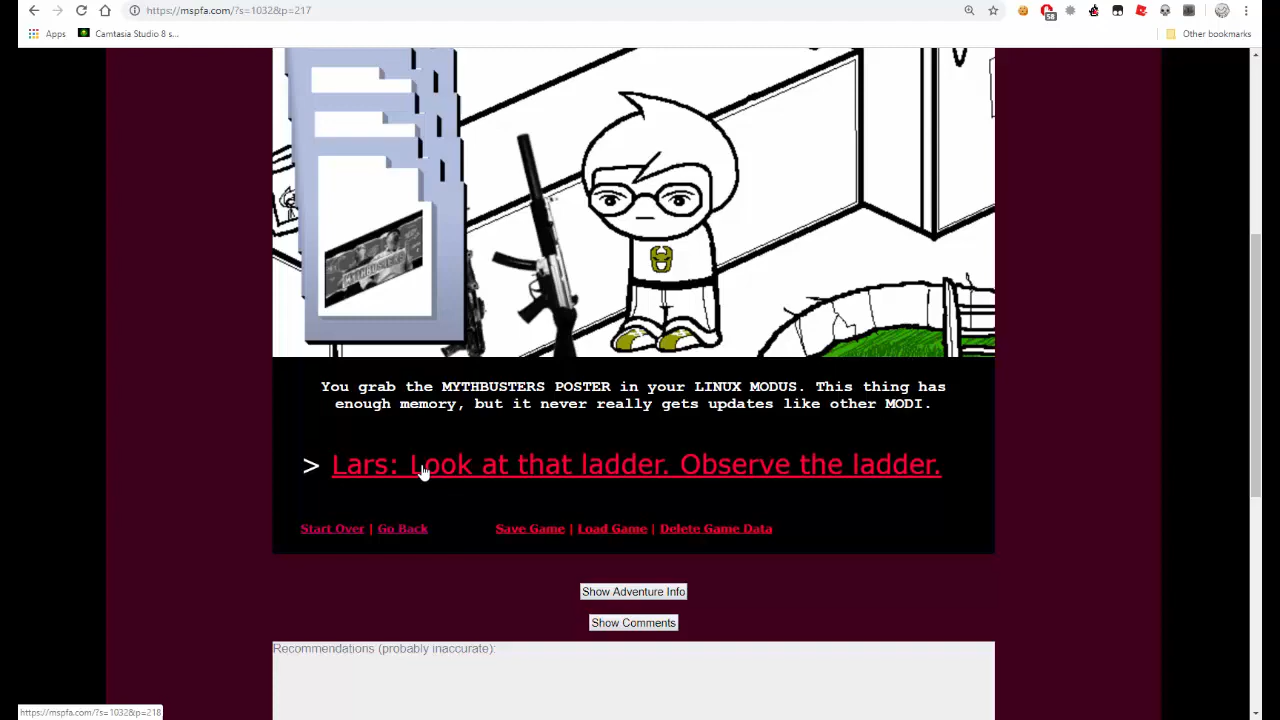 https://mspfa.com/?s=1032&p=217
58
Apps
Camtasia Studio 8 s...
Other bookmarks
MYTHBUSTERS
You grab the MYTHBUSTERS POSTER in your LINUX MODUS. This thing has
enough memory, but it never really gets updates like other MODI.
> Lars: Look at that ladder. Observe the ladder.
Start Over | Go Back
Save Game | Load Game | Delete Game Data
Show Adventure Info
Show Comments
Recommendations (probably inaccurate):
https://mspfa.com/?s=1032&p=218